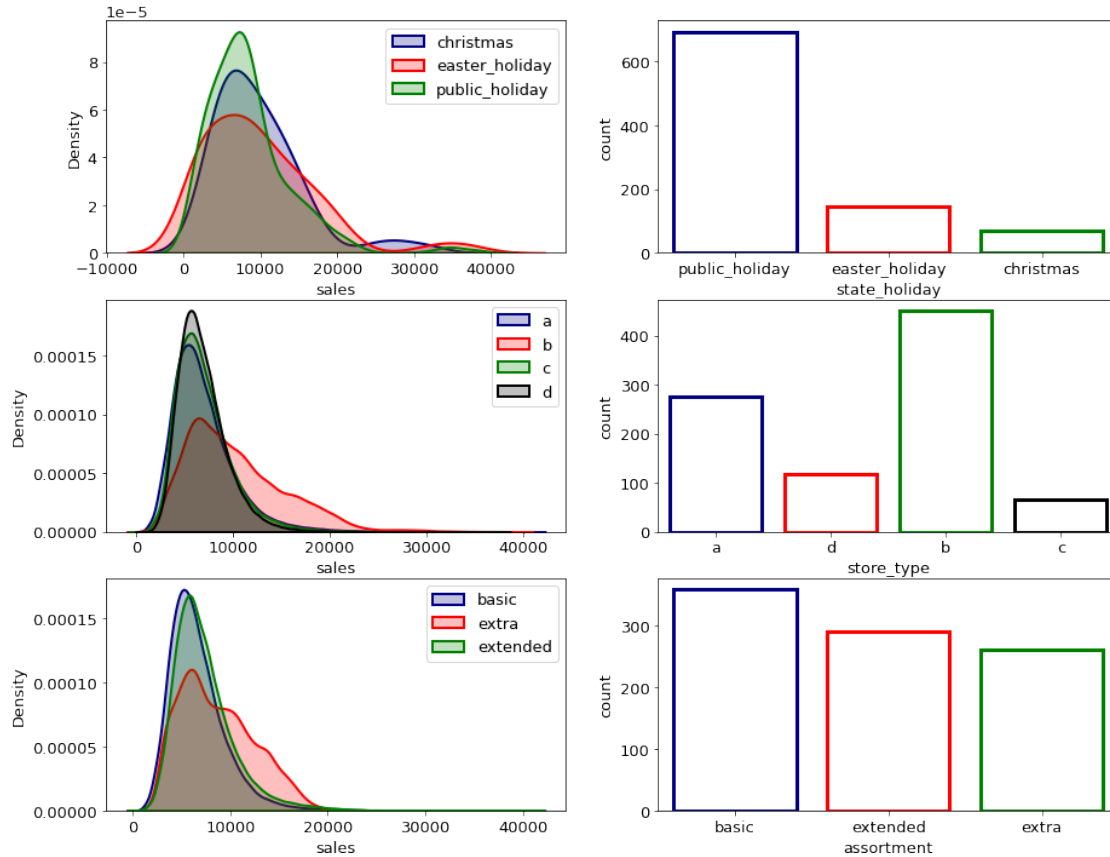 1e−5
8
6
4
2
0
Density
−10000 0 10000 20000 30000 40000
sales
christmas
easter_holiday
public_holiday
600
400
200
0
count
public_holiday easter_holiday christmas
state_holiday
0.00015
0.00010
0.00005
0.00000
Density
0 10000 20000 30000 40000
sales
a
b
c
d
400
300
200
100
0
count
a d b c
store_type
0.00015
0.00010
0.00005
0.00000
Density
0 10000 20000 30000 40000
sales
basic
extra
extended
300
200
100
0
count
basic extended extra
assortment